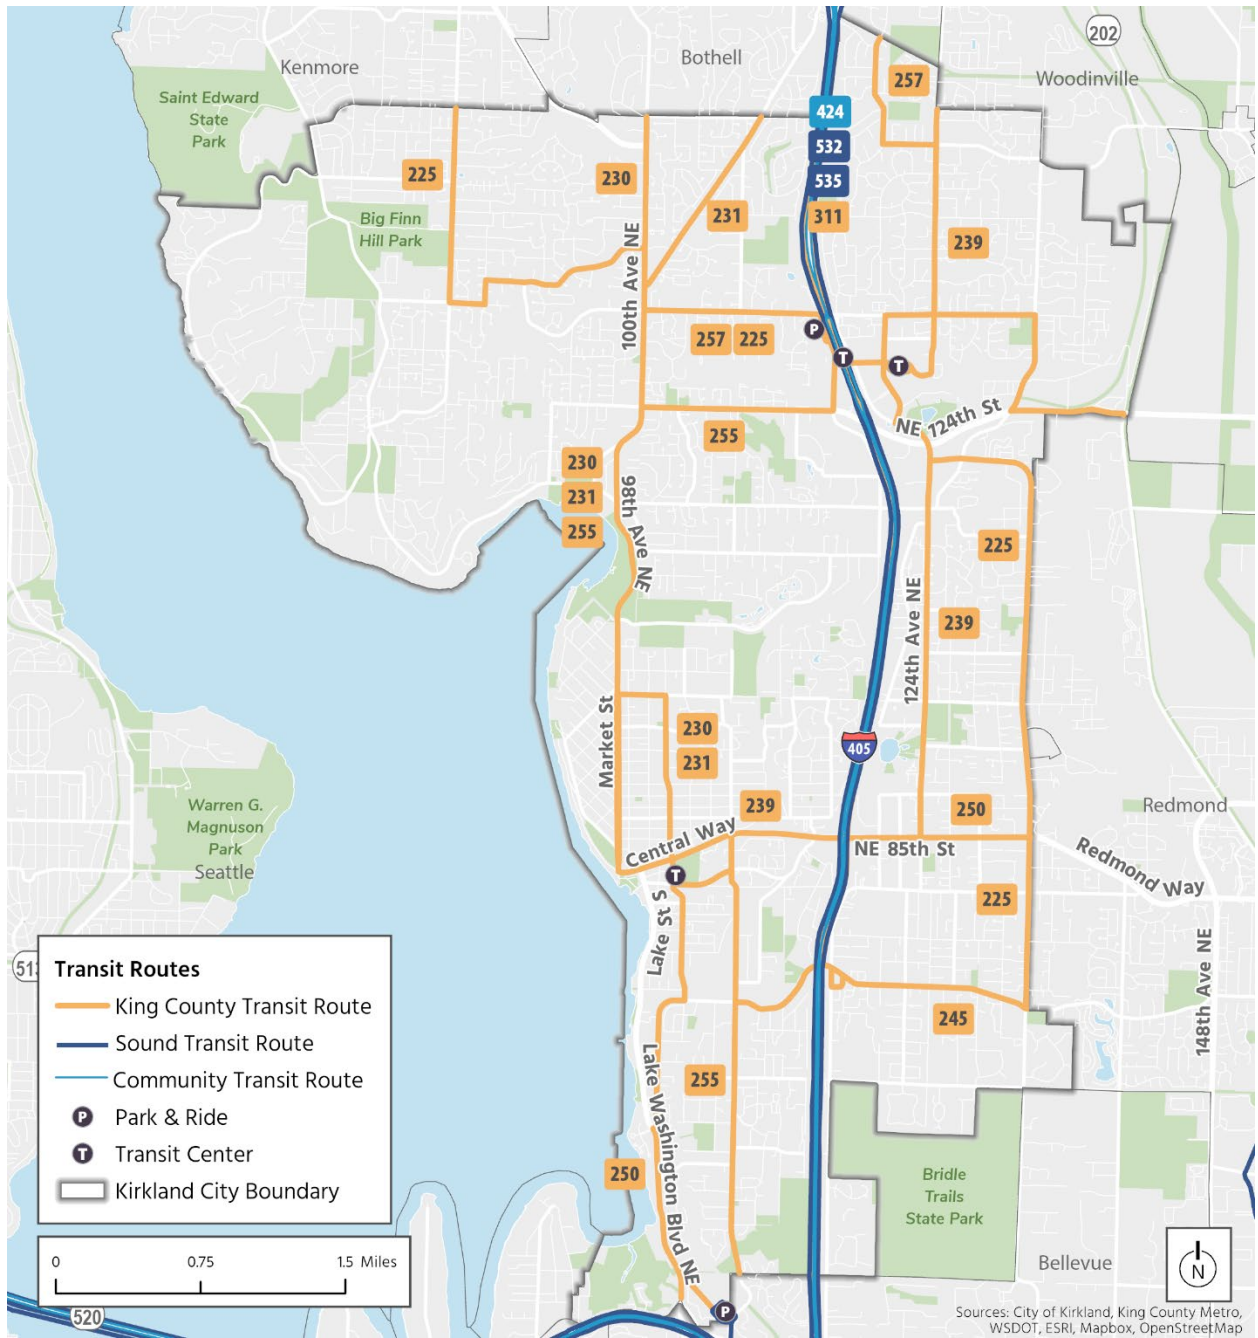 Kenmore
Bothell
202
Woodinville
257
424
532
535
311
Saint Edward
State
Park
225
230
231
239
Big Finn
Hill Park
100th Ave NE
P
257
225
T
T
NE 124th St
255
230
231
255
98th Ave NE
225
124th Ave NE
239
Market St
230
231
405
239
250
Central Way
NE 85th St
Redmond
Redmond Way
Warren G.
Magnuson
Park
Seattle
T
Lake St S
225
148th Ave NE
513
245
Lake Washington Blvd NE
255
250
Bridle
Trails
State Park
Bellevue
P
520
Transit Routes
King County Transit Route
Sound Transit Route
Community Transit Route
P Park & Ride
T Transit Center
Kirkland City Boundary
0 0.75 1.5 Miles
N
Sources: City of Kirkland, King County Metro,
WSDOT, ESRI, Mapbox, OpenStreetMap